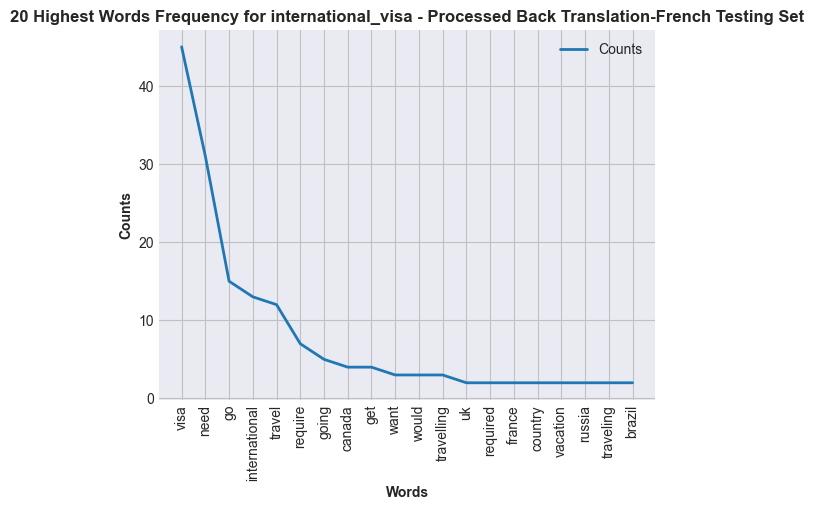 20 Highest Words Frequency for international_visa - Processed Back Translation-French Testing Set
Counts
Counts
40
30
20
10
0
visa
need
go
international
travel
require
going
canada
get
want
would
travelling
uk
required
france
country
vacation
russia
traveling
brazil
Words